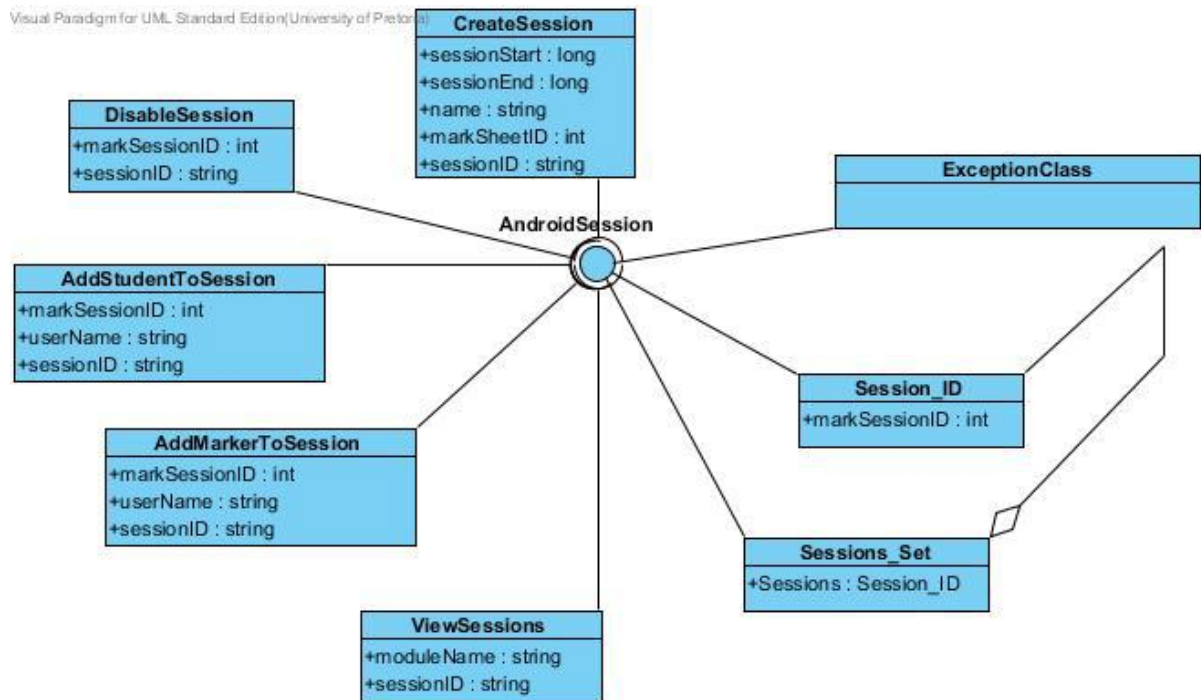 Visual Paradigm for UML Standard Edition(University of Pretoria)
CreateSession
+sessionStart : long
+sessionEnd : long
+name : string
+markSheetID : int
+sessionID : string
DisableSession
+markSessionID : int
+sessionID : string
ExceptionClass
AndroidSession
AddStudentToSession
+markSessionID : int
+userName : string
+sessionID : string
Session_ID
+markSessionID : int
AddMarkerToSession
+markSessionID : int
+userName : string
+sessionID : string
Sessions_Set
+Sessions : Session_ID
ViewSessions
+moduleName : string
+sessionID : string